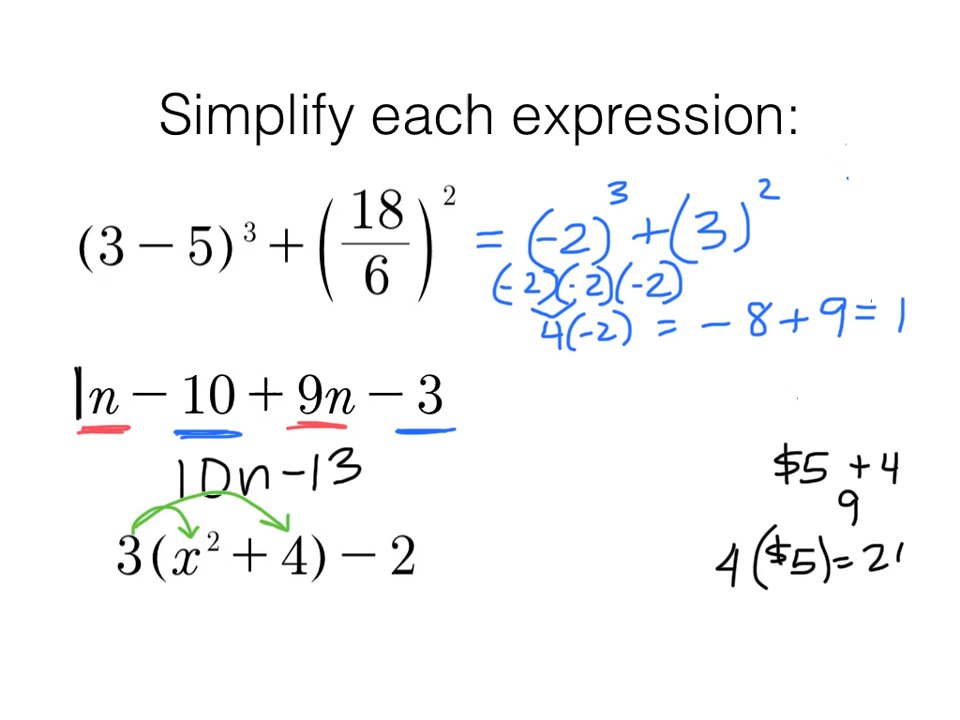 Simplify each expression:
(3 − 5)³ + (18/6)² = (-2)³ + (3)²
(-2)(-2)(-2)
4(-2) = -8 + 9 = 1
1n − 10 + 9n − 3
10n - 13
$5 + 4
9
3(x² + 4) − 2
4($5) =